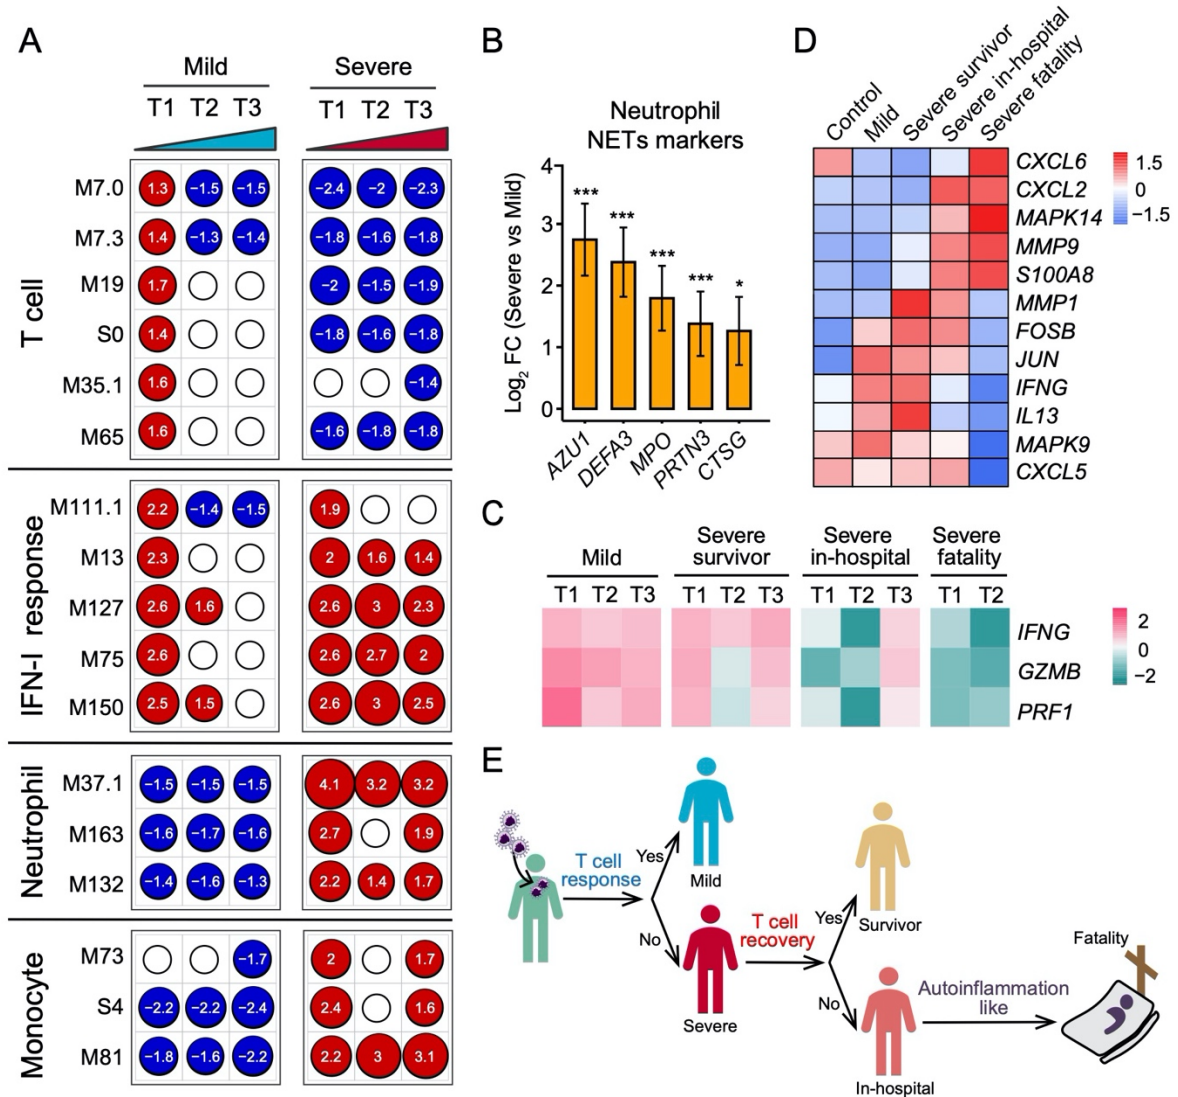 A
Mild
Severe
T1 T2 T3
T1 T2 T3
T cell
M7.0 1.3 −1.5 −1.5 −2.4 −2 −2.3
M7.3 1.4 −1.3 −1.4 −1.8 −1.6 −1.8
M19 1.7 −2 −1.5 −1.9
S0 1.4 −1.8 −1.6 −1.8
M35.1 1.6 −1.4
M65 1.6 −1.6 −1.8 −1.8
IFN-I response
M111.1 2.2 −1.4 −1.5 1.9
M13 2.3 2 1.6 1.4
M127 2.6 1.6 2.6 3 2.3
M75 2.6 2.6 2.7 2
M150 2.5 1.5 2.6 3 2.5
Neutrophil
M37.1 −1.5 −1.5 −1.5 4.1 3.2 3.2
M163 −1.6 −1.7 −1.6 2.7 1.9
M132 −1.4 −1.6 −1.3 2.2 1.4 1.7
Monocyte
M73 −1.7 2 1.7
S4 −2.2 −2.2 −2.4 2.4 1.6
M81 −1.8 −1.6 −2.2 2.2 3 3.1
B
Neutrophil
NETs markers
Log2 FC (Severe vs Mild)
4
3
2
1
0
*** *** *** *** *
AZU1 DEFA3 MPO PRTN3 CTSG
D
Control
Mild
Severe survivor
Severe in-hospital
Severe fatality
CXCL6
CXCL2
MAPK14
MMP9
S100A8
MMP1
FOSB
JUN
IFNG
IL13
MAPK9
CXCL5
1.5
0
−1.5
C
Mild
Severe
survivor
Severe
in-hospital
Severe
fatality
T1 T2 T3 T1 T2 T3 T1 T2 T3 T1 T2
IFNG
GZMB
PRF1
2
0
−2
E
T cell
response
Yes
No
Mild
Severe
T cell
recovery
Yes
No
Survivor
In-hospital
Autoinflammation
like
Fatality